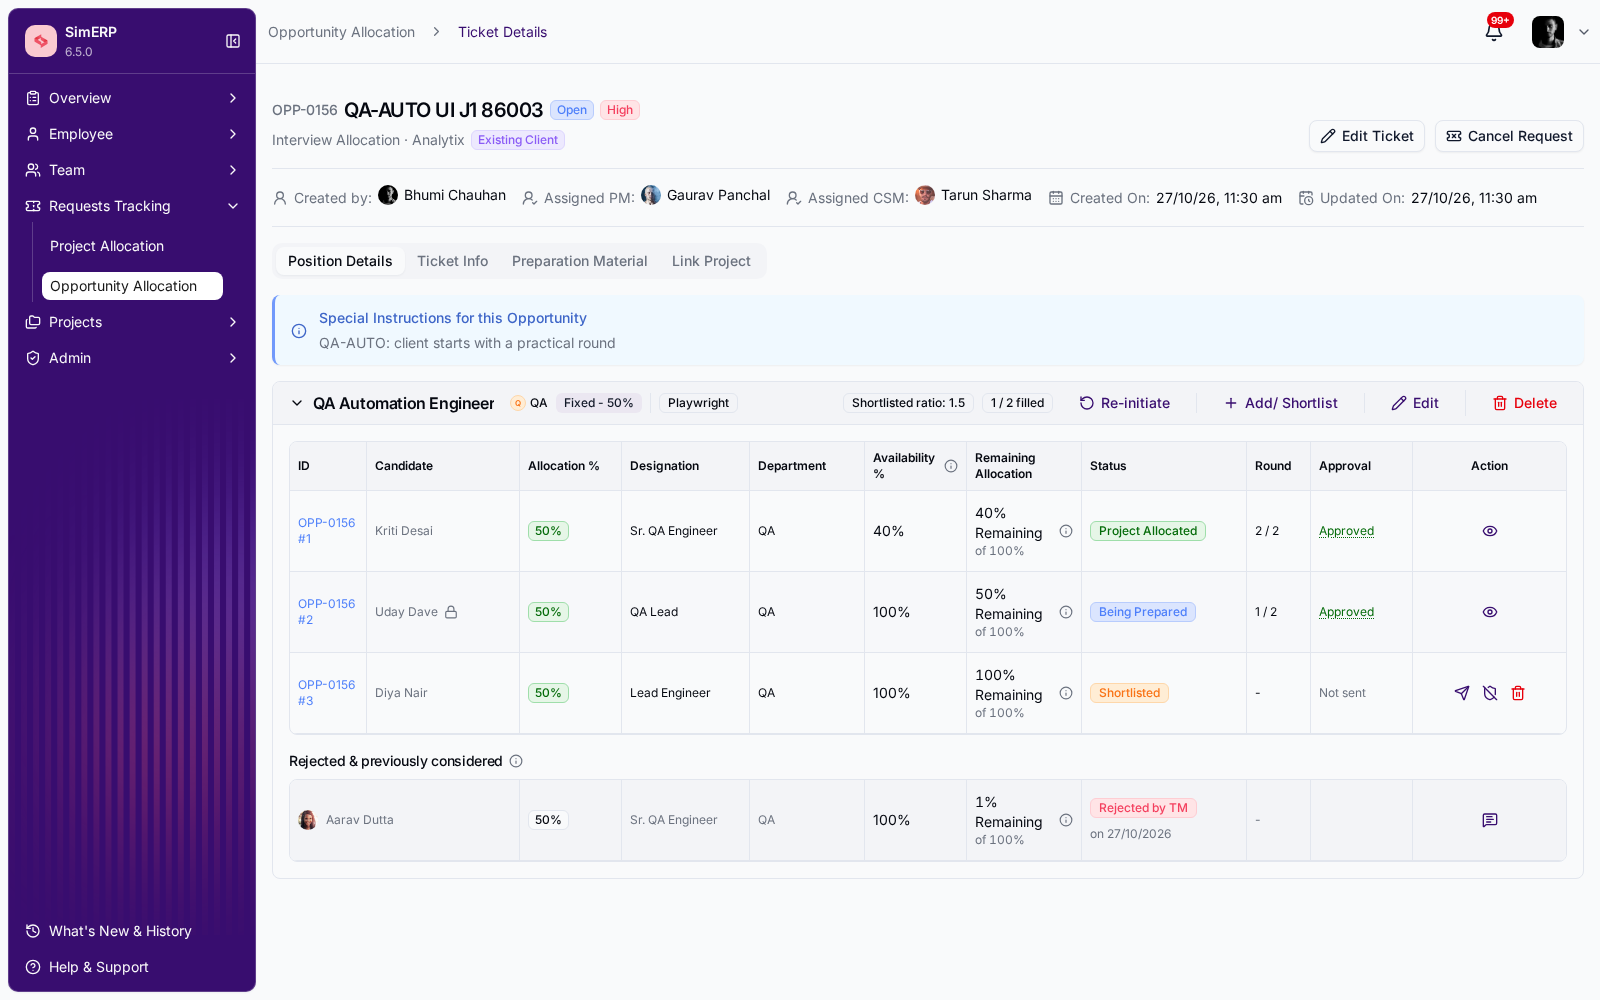 SimERP
6.5.0
Overview
Employee
Team
Requests Tracking
Project Allocation
Opportunity Allocation
Projects
Admin
What's New & History
Help & Support
Opportunity Allocation > Ticket Details
99+
OPP-0156 QA-AUTO UI J1 86003 Open High
Interview Allocation · Analytix Existing Client
Edit Ticket Cancel Request
Created by: Bhumi Chauhan Assigned PM: Gaurav Panchal Assigned CSM: Tarun Sharma Created On: 27/10/26, 11:30 am Updated On: 27/10/26, 11:30 am
Position Details Ticket Info Preparation Material Link Project
Special Instructions for this Opportunity
QA-AUTO: client starts with a practical round
QA Automation Engineer Q QA Fixed - 50% Playwright Shortlisted ratio: 1.5 1 / 2 filled Re-initiate Add/ Shortlist Edit Delete
ID Candidate Allocation % Designation Department Availability % Remaining Allocation Status Round Approval Action
OPP-0156 #1 Kriti Desai 50% Sr. QA Engineer QA 40% 40% Remaining of 100% Project Allocated 2 / 2 Approved
OPP-0156 #2 Uday Dave 50% QA Lead QA 100% 50% Remaining of 100% Being Prepared 1 / 2 Approved
OPP-0156 #3 Diya Nair 50% Lead Engineer QA 100% 100% Remaining of 100% Shortlisted - Not sent
Rejected & previously considered
Aarav Dutta 50% Sr. QA Engineer QA 100% 1% Remaining of 100% Rejected by TM on 27/10/2026 -